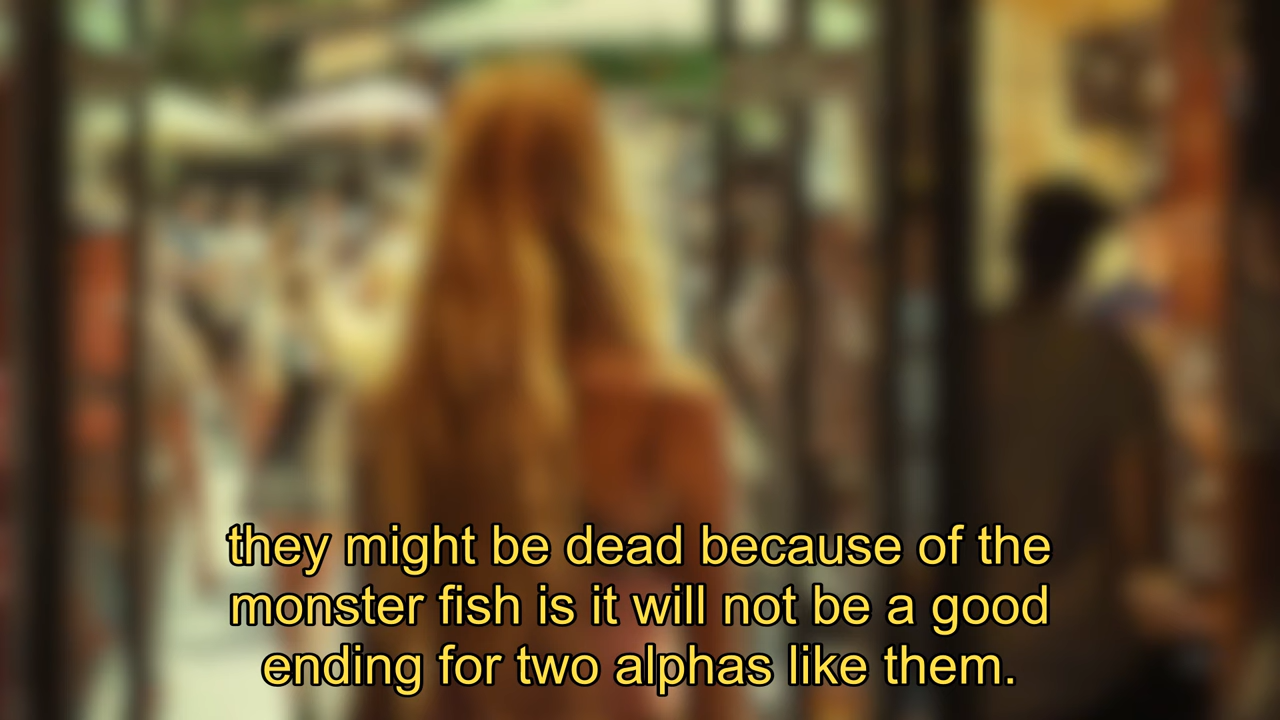 they might be dead because of the
monster fish is it will not be a good
ending for two alphas like them.